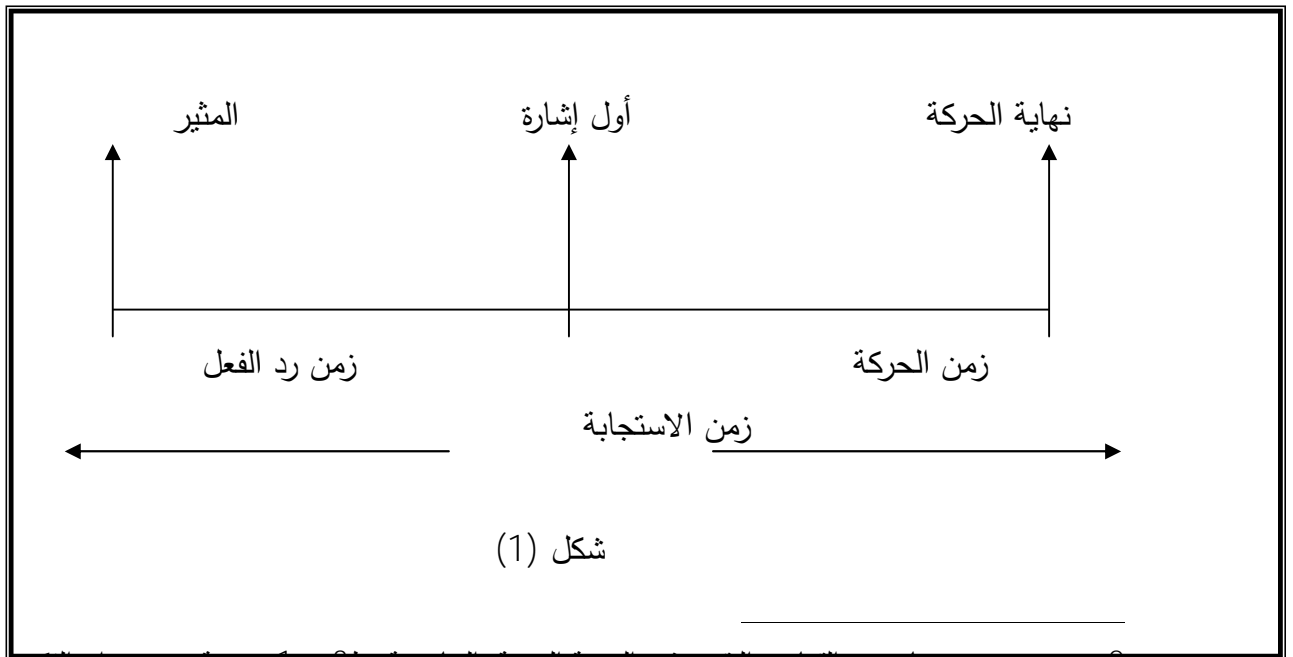 المثير أول إشارة نهاية الحركة
زمن رد الفعل زمن الحركة
زمن الاستجابة
شكل (1)